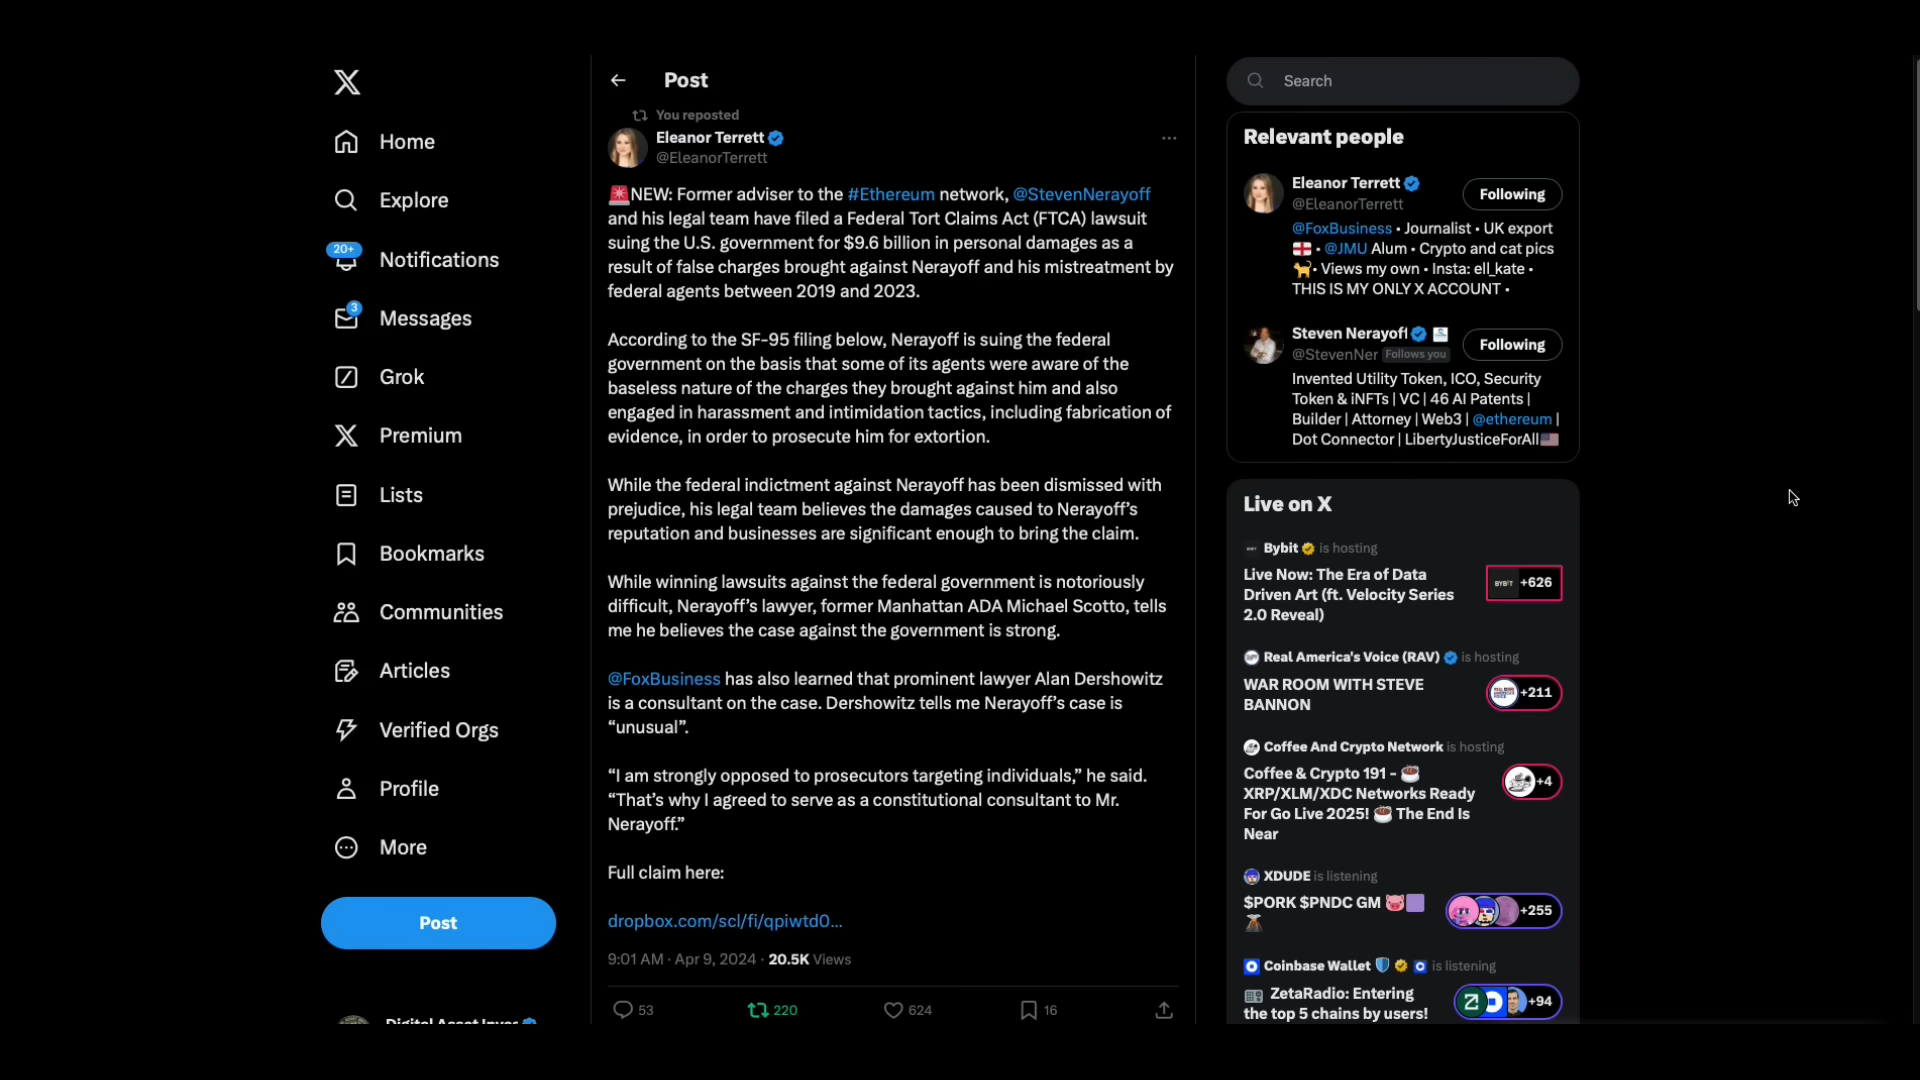 Home
Explore
20+
Notifications
3
Messages
Grok
Premium
Lists
Bookmarks
Communities
Articles
Verified Orgs
Profile
More
Post
Post
You reposted
Eleanor Terrett
@EleanorTerrett
NEW: Former adviser to the #Ethereum network, @StevenNerayoff
and his legal team have filed a Federal Tort Claims Act (FTCA) lawsuit
suing the U.S. government for $9.6 billion in personal damages as a
result of false charges brought against Nerayoff and his mistreatment by
federal agents between 2019 and 2023.
According to the SF-95 filing below, Nerayoff is suing the federal
government on the basis that some of its agents were aware of the
baseless nature of the charges they brought against him and also
engaged in harassment and intimidation tactics, including fabrication of
evidence, in order to prosecute him for extortion.
While the federal indictment against Nerayoff has been dismissed with
prejudice, his legal team believes the damages caused to Nerayoff's
reputation and businesses are significant enough to bring the claim.
While winning lawsuits against the federal government is notoriously
difficult, Nerayoff's lawyer, former Manhattan ADA Michael Scotto, tells
me he believes the case against the government is strong.
@FoxBusiness has also learned that prominent lawyer Alan Dershowitz
is a consultant on the case. Dershowitz tells me Nerayoff's case is
“unusual”.
“I am strongly opposed to prosecutors targeting individuals,” he said.
“That's why I agreed to serve as a constitutional consultant to Mr.
Nerayoff.”
Full claim here:
dropbox.com/scl/fi/qpiwtd0...
9:01 AM · Apr 9, 2024 · 20.5K Views
53
220
624
16
Search
Relevant people
Eleanor Terrett
@EleanorTerrett
Following
@FoxBusiness • Journalist • UK export
• @JMU Alum • Crypto and cat pics
• Views my own • Insta: ell_kate •
THIS IS MY ONLY X ACCOUNT •
Steven Nerayoff
@StevenNer Follows you
Following
Invented Utility Token, ICO, Security
Token & iNFTs | VC | 46 AI Patents |
Builder | Attorney | Web3 | @ethereum |
Dot Connector | LibertyJusticeForAll
Live on X
Bybit is hosting
Live Now: The Era of Data
Driven Art (ft. Velocity Series
2.0 Reveal)
BYBIT +626
Real America's Voice (RAV) is hosting
WAR ROOM WITH STEVE
BANNON
+211
Coffee And Crypto Network is hosting
Coffee & Crypto 191 -
XRP/XLM/XDC Networks Ready
For Go Live 2025! The End Is
Near
+4
XDUDE is listening
$PORK $PNDC GM
+255
Coinbase Wallet is listening
ZetaRadio: Entering
the top 5 chains by users!
+94